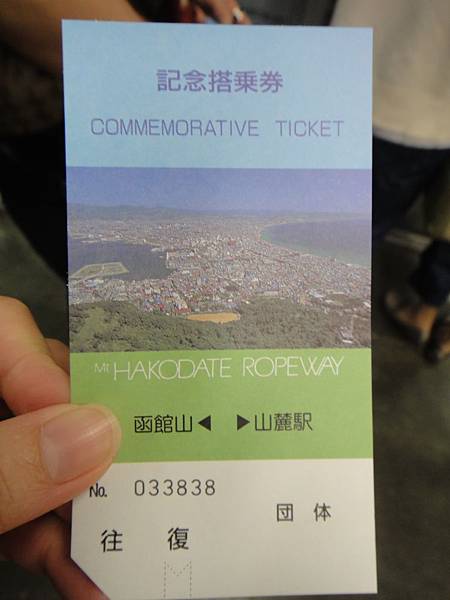 記念搭乗券
COMMEMORATIVE TICKET
Mt HAKODATE ROPEWAY
函館山◀ ▶山麓駅
No. 033838
団体
往復